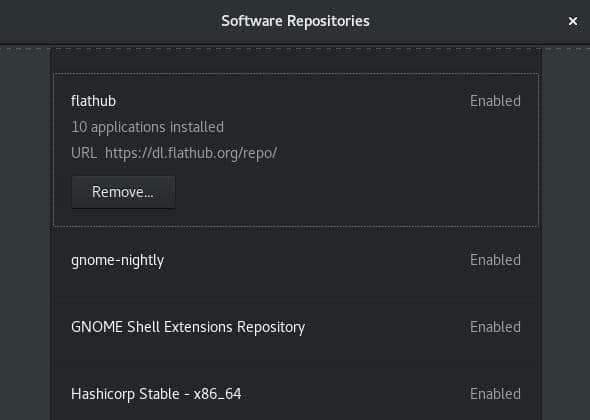 Software Repositories
flathub Enabled
10 applications installed
URL https://dl.flathub.org/repo/
Remove...
gnome-nightly Enabled
GNOME Shell Extensions Repository Enabled
Hashicorp Stable - x86_64 Enabled